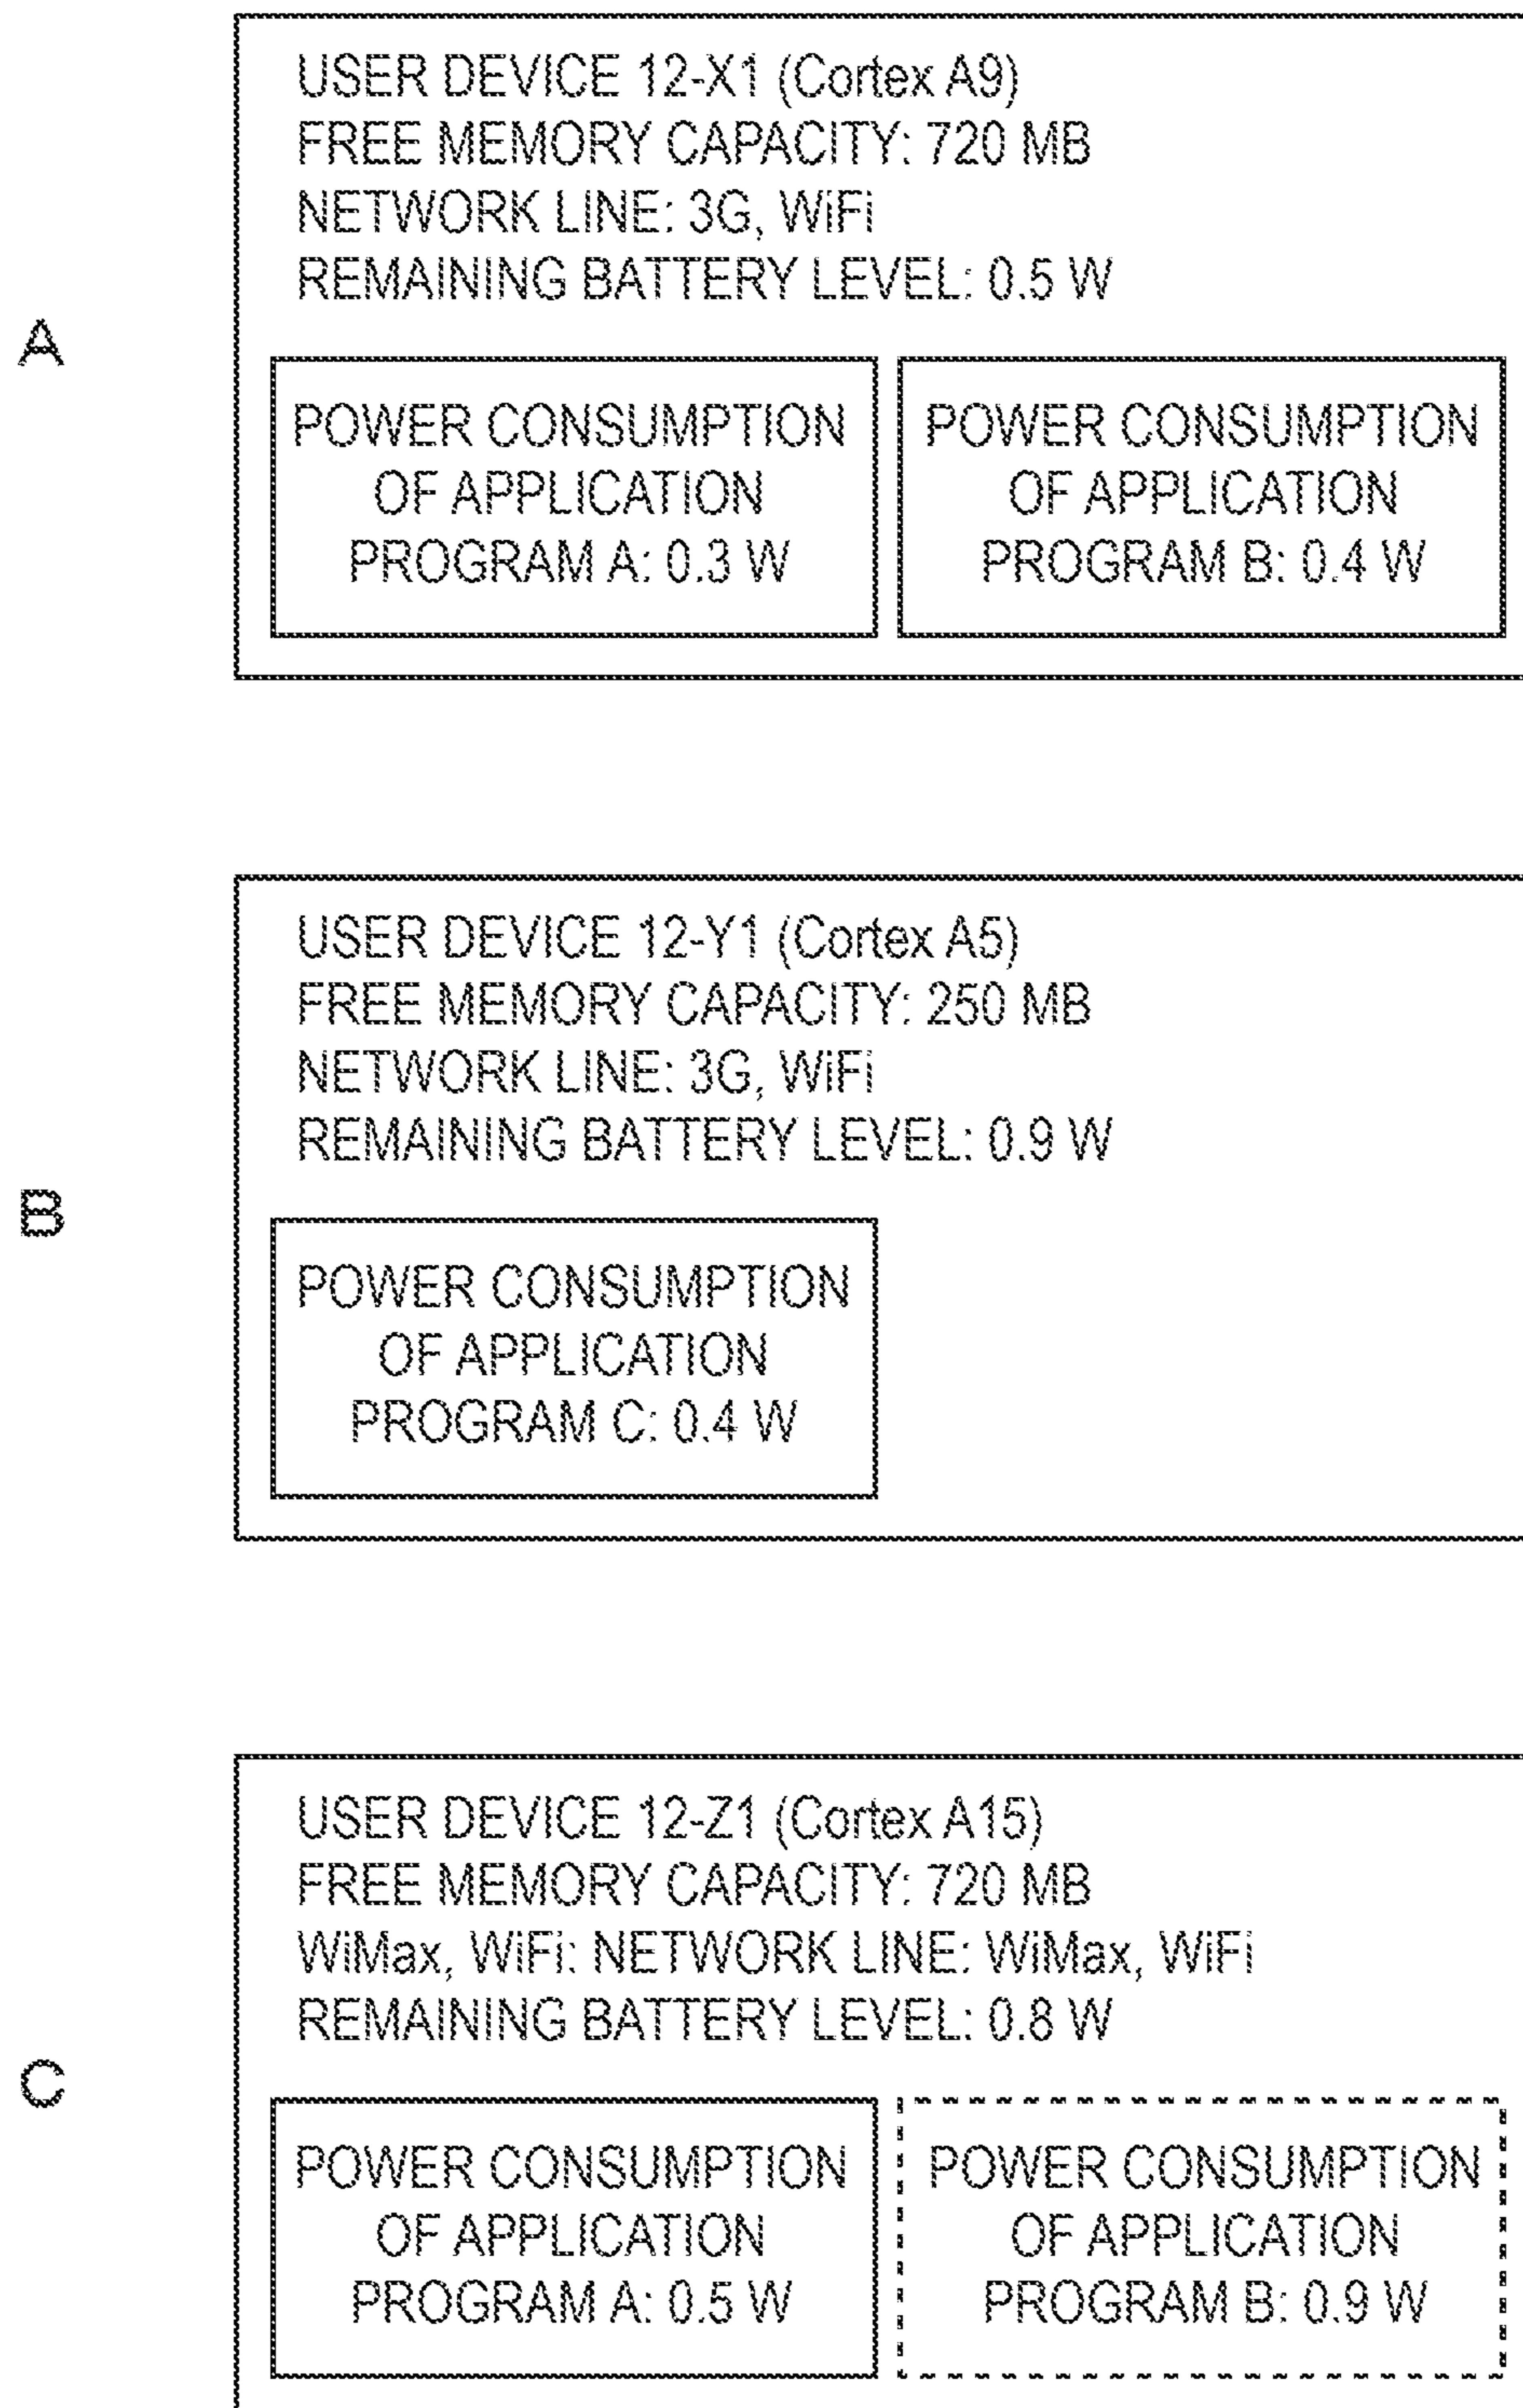 A
USER DEVICE 12-X1 (Cortex A9)
FREE MEMORY CAPACITY: 720 MB
NETWORK LINE: 3G, WiFi
REMAINING BATTERY LEVEL: 0.5 W
POWER CONSUMPTION
OF APPLICATION
PROGRAM A: 0.3 W
POWER CONSUMPTION
OF APPLICATION
PROGRAM B: 0.4 W
B
USER DEVICE 12-Y1 (Cortex A5)
FREE MEMORY CAPACITY: 250 MB
NETWORK LINE: 3G, WiFi
REMAINING BATTERY LEVEL: 0.9 W
POWER CONSUMPTION
OF APPLICATION
PROGRAM C: 0.4 W
C
USER DEVICE 12-Z1 (Cortex A15)
FREE MEMORY CAPACITY: 720 MB
WiMax, WiFi: NETWORK LINE: WiMax, WiFi
REMAINING BATTERY LEVEL: 0.8 W
POWER CONSUMPTION
OF APPLICATION
PROGRAM A: 0.5 W
POWER CONSUMPTION
OF APPLICATION
PROGRAM B: 0.9 W